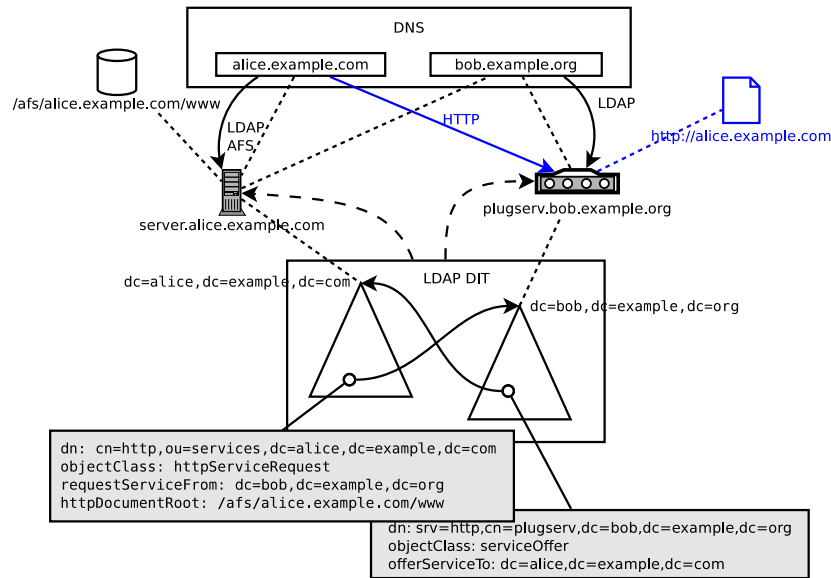 DNS
alice.example.com
bob.example.org
/afs/alice.example.com/www
LDAP
AFS
HTTP
LDAP
http://alice.example.com
server.alice.example.com
plugserv.bob.example.org
LDAP DIT
dc=alice,dc=example,dc=com
dc=bob,dc=example,dc=org
dn: cn=http,ou=services,dc=alice,dc=example,dc=com
objectClass: httpServiceRequest
requestServiceFrom: dc=bob,dc=example,dc=org
httpDocumentRoot: /afs/alice.example.com/www
dn: srv=http,cn=plugserv,dc=bob,dc=example,dc=org
objectClass: serviceOffer
offerServiceTo: dc=alice,dc=example,dc=com